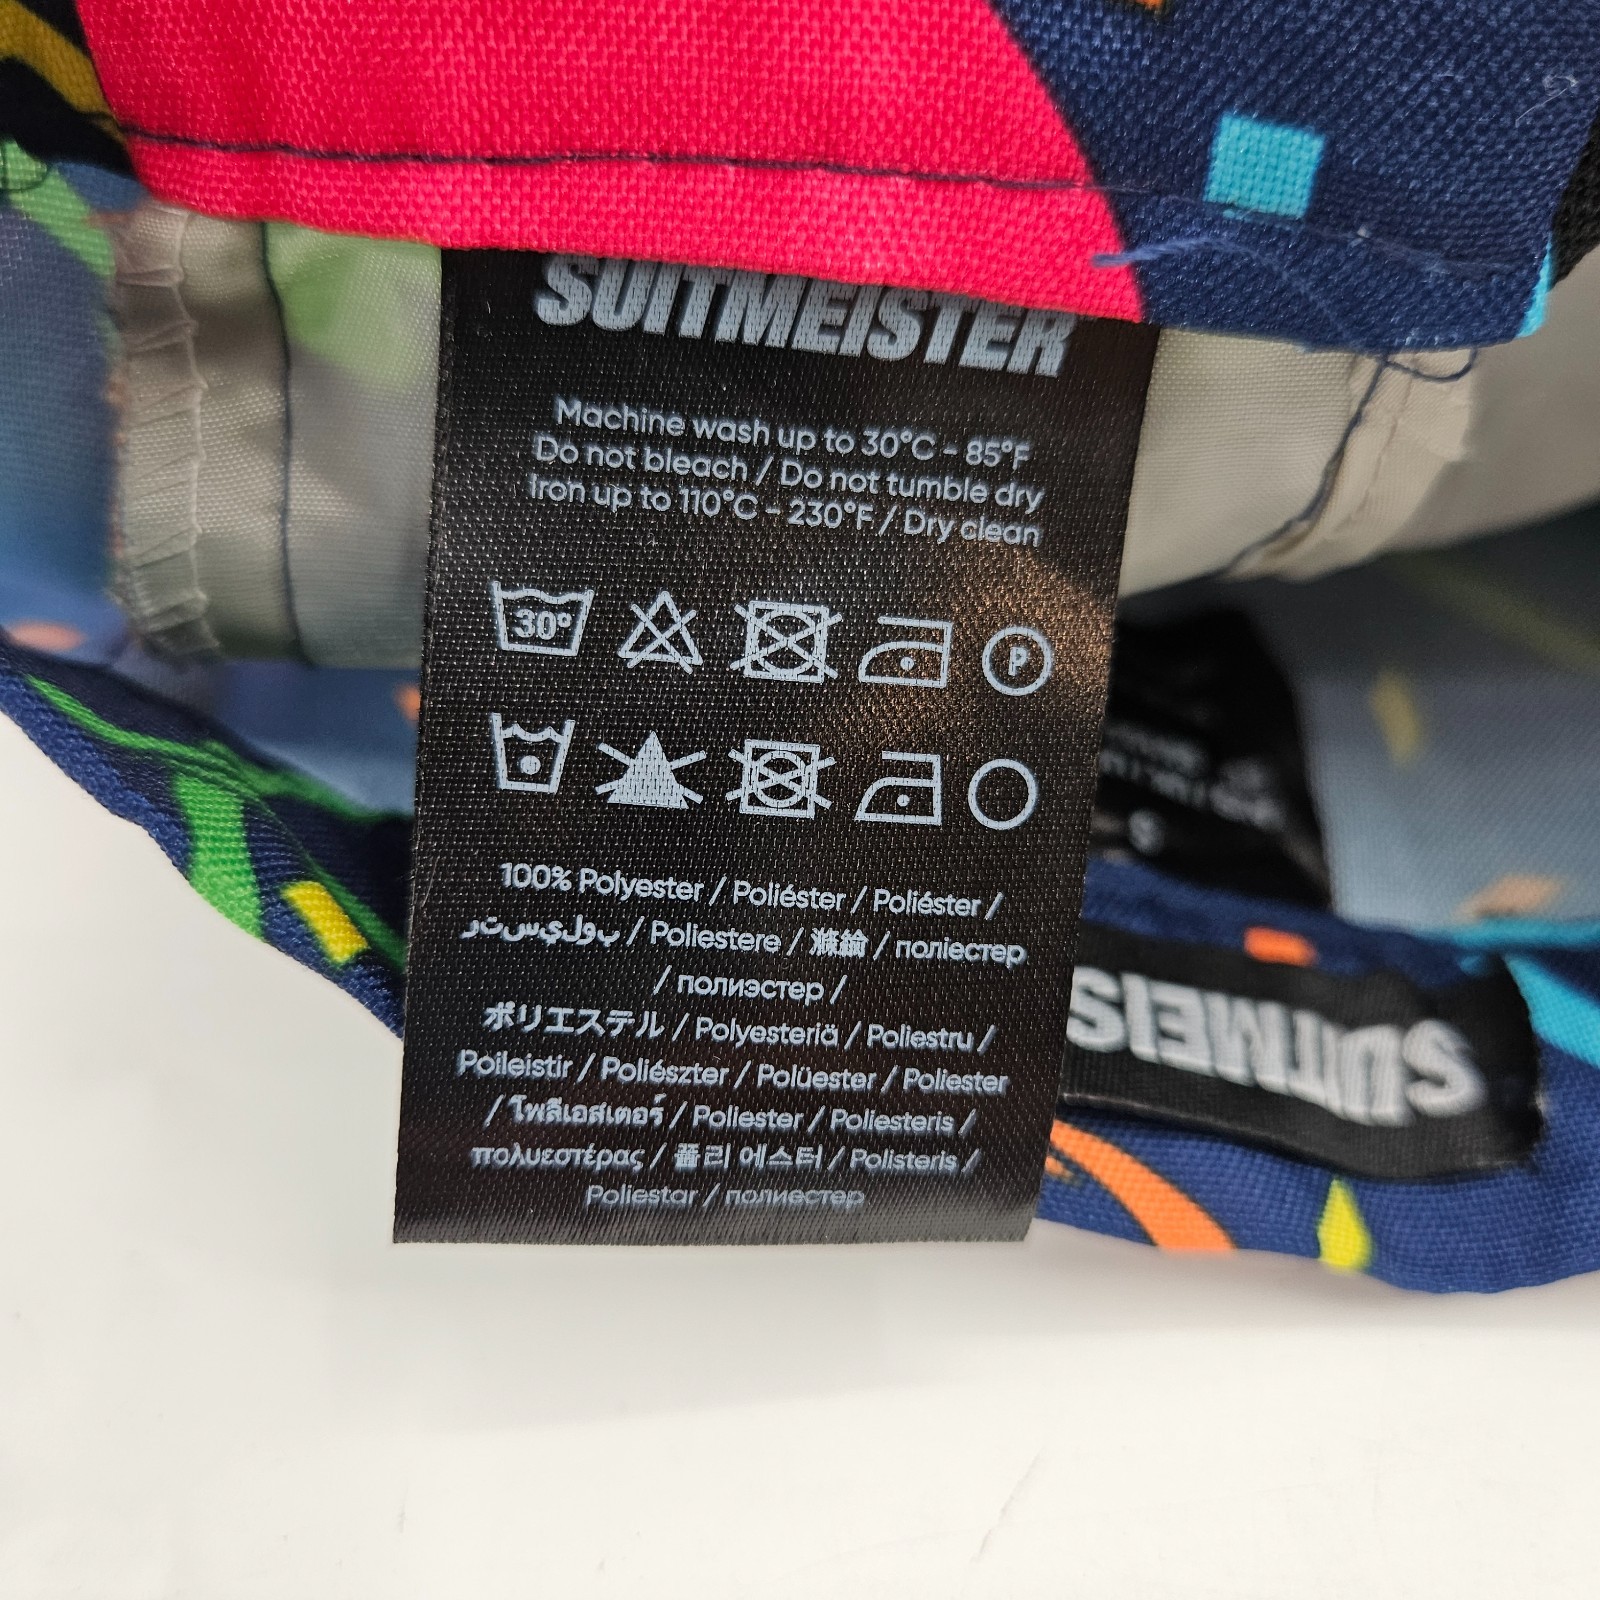 SUITMEISTER
Machine wash up to 30°C - 85°F
Do not bleach / Do not tumble dry
Iron up to 110°C - 230°F / Dry clean
30°
P
100% Polyester / Poliéster / Poliéster /
بوليستر / Poliestere / 滌綸 / поліестер
/ полиэстер /
ポリエステル / Polyesteriä / Poliestru /
Poileistir / Poliészter / Polüester / Poliester
/ โพลีเอสเตอร์ / Poliester / Poliesteris /
πολυεστέρας / 폴리 에스터 / Polisteris /
Poliestar / полиестер
SUITMEIS
S